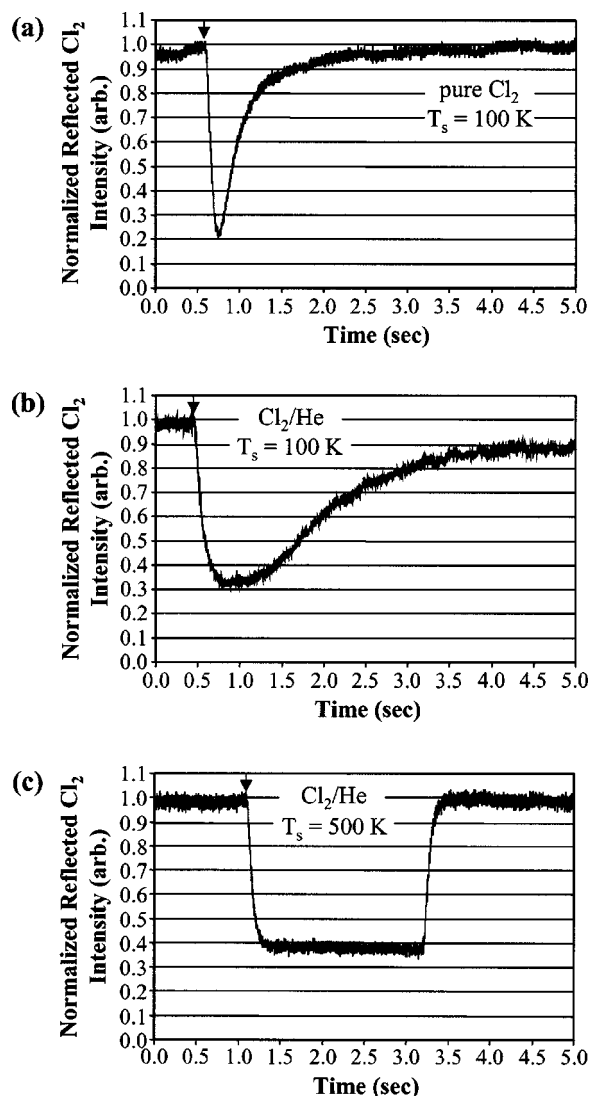 (a)
Normalized Reflected Cl₂
Intensity (arb.)
1.1
1.0
0.9
0.8
0.7
0.6
0.5
0.4
0.3
0.2
0.1
0.0
pure Cl₂
Tₛ = 100 K
0.0 0.5 1.0 1.5 2.0 2.5 3.0 3.5 4.0 4.5 5.0
Time (sec)
(b)
Normalized Reflected Cl₂
Intensity (arb.)
1.1
1.0
0.9
0.8
0.7
0.6
0.5
0.4
0.3
0.2
0.1
0.0
Cl₂/He
Tₛ = 100 K
0.0 0.5 1.0 1.5 2.0 2.5 3.0 3.5 4.0 4.5 5.0
Time (sec)
(c)
Normalized Reflected Cl₂
Intensity (arb.)
1.1
1.0
0.9
0.8
0.7
0.6
0.5
0.4
0.3
0.2
0.1
0.0
Cl₂/He
Tₛ = 500 K
0.0 0.5 1.0 1.5 2.0 2.5 3.0 3.5 4.0 4.5 5.0
Time (sec)